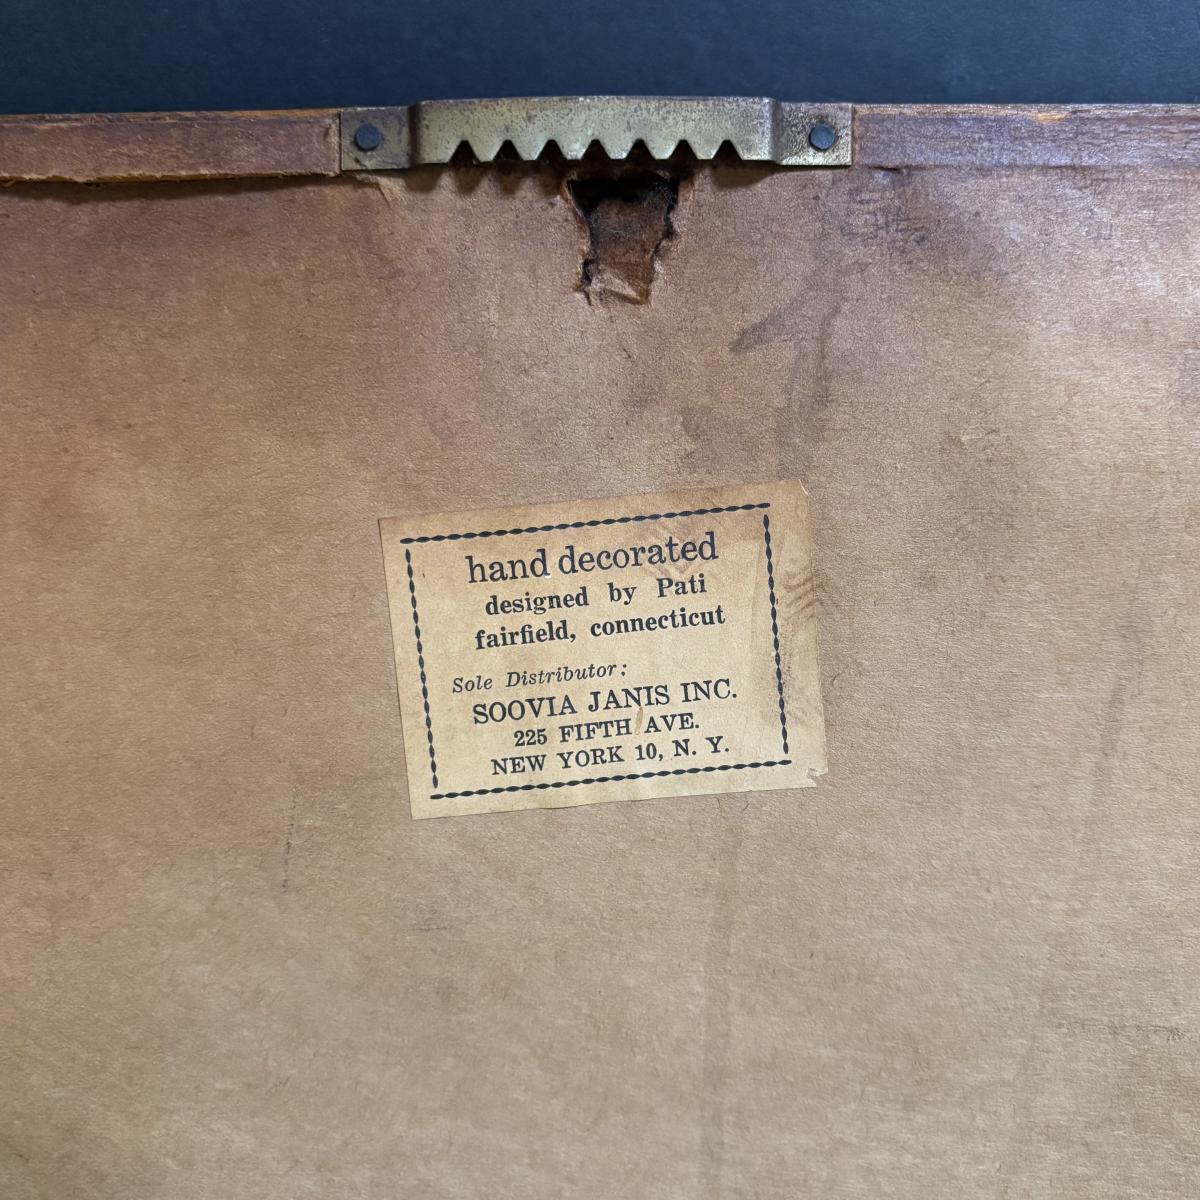 hand decorated
designed by Pati
fairfield, connecticut
Sole Distributor:
SOOVIA JANIS INC.
225 FIFTH AVE.
NEW YORK 10, N. Y.